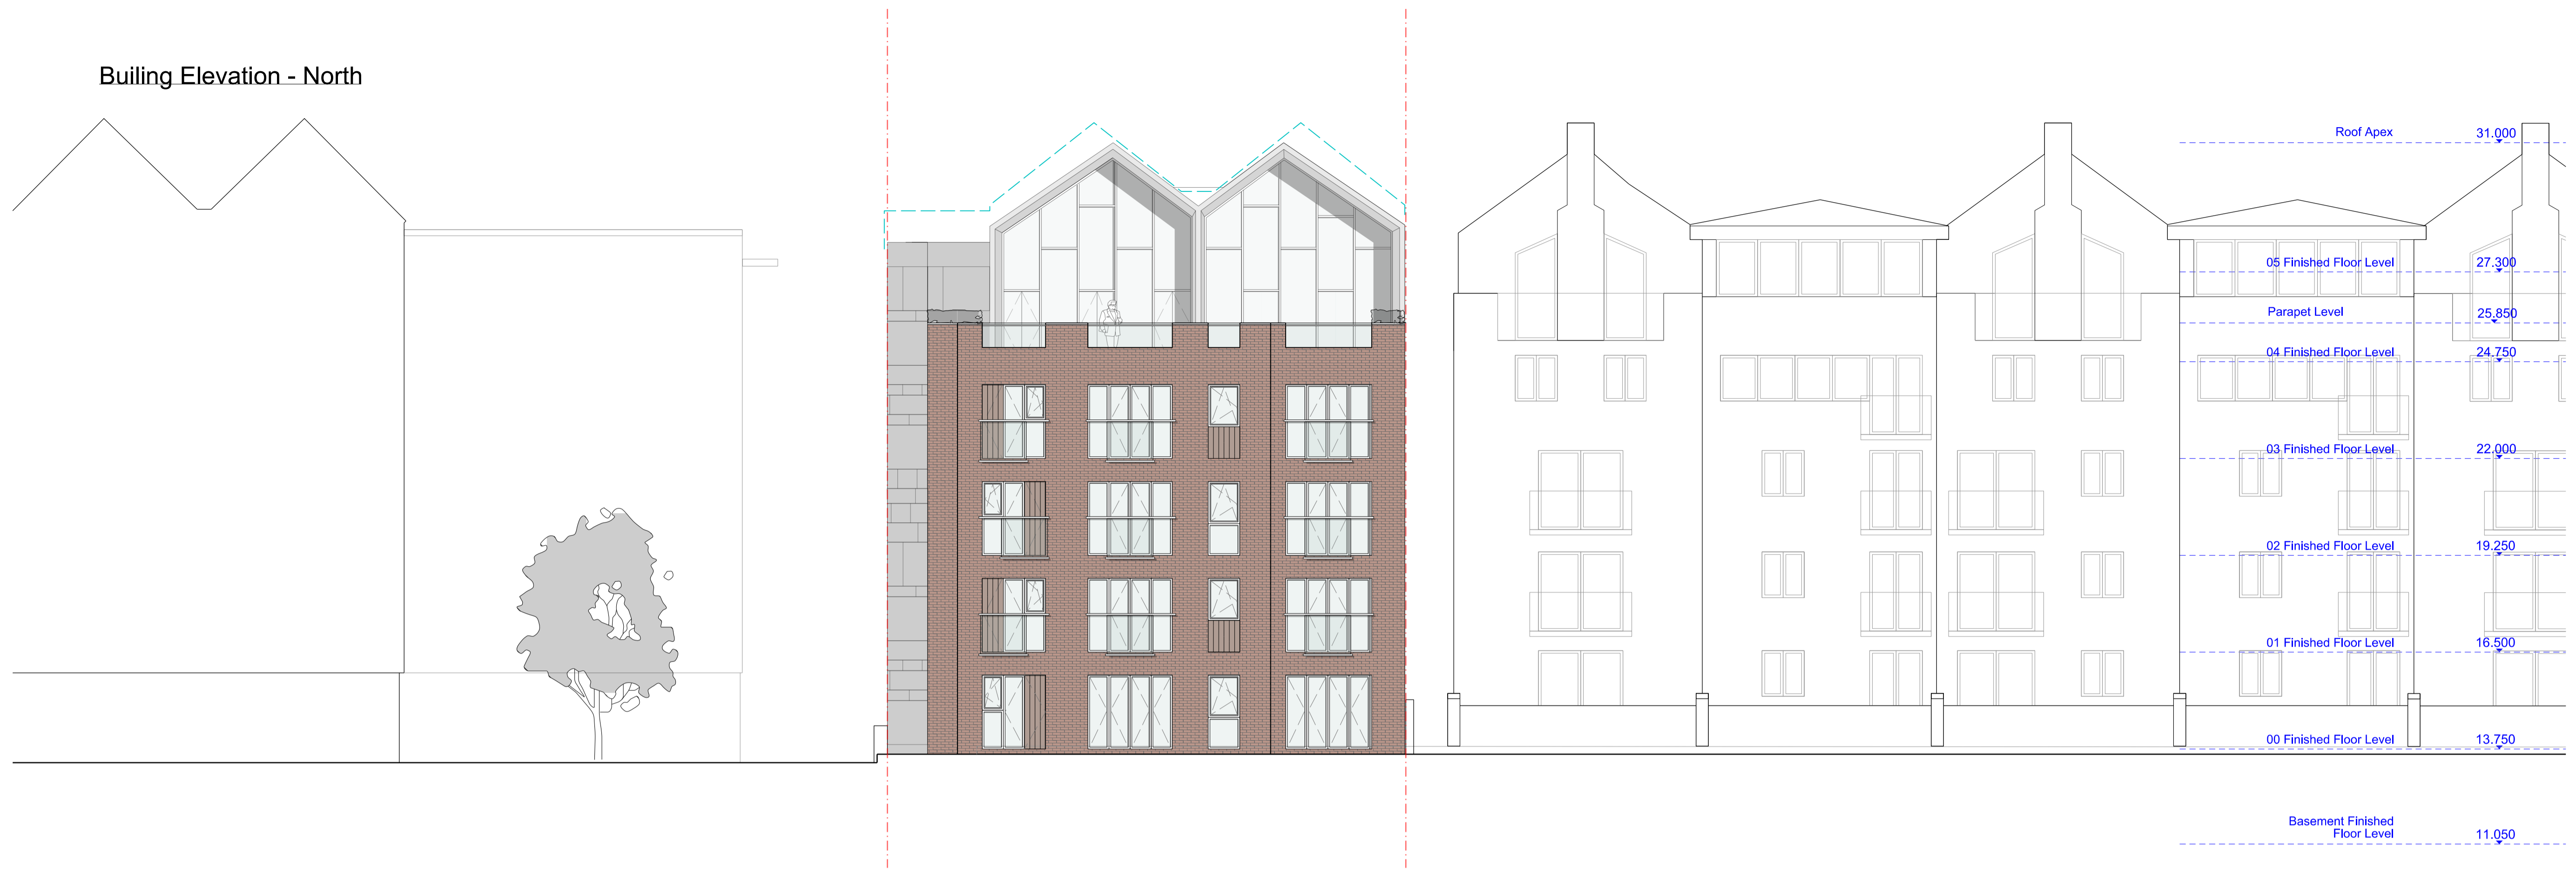 Builing Elevation - North
Roof Apex 31.000
05 Finished Floor Level 27.300
Parapet Level 25.850
04 Finished Floor Level 24.750
03 Finished Floor Level 22.000
02 Finished Floor Level 19.250
01 Finished Floor Level 16.500
00 Finished Floor Level 13.750
Basement Finished
Floor Level 11.050